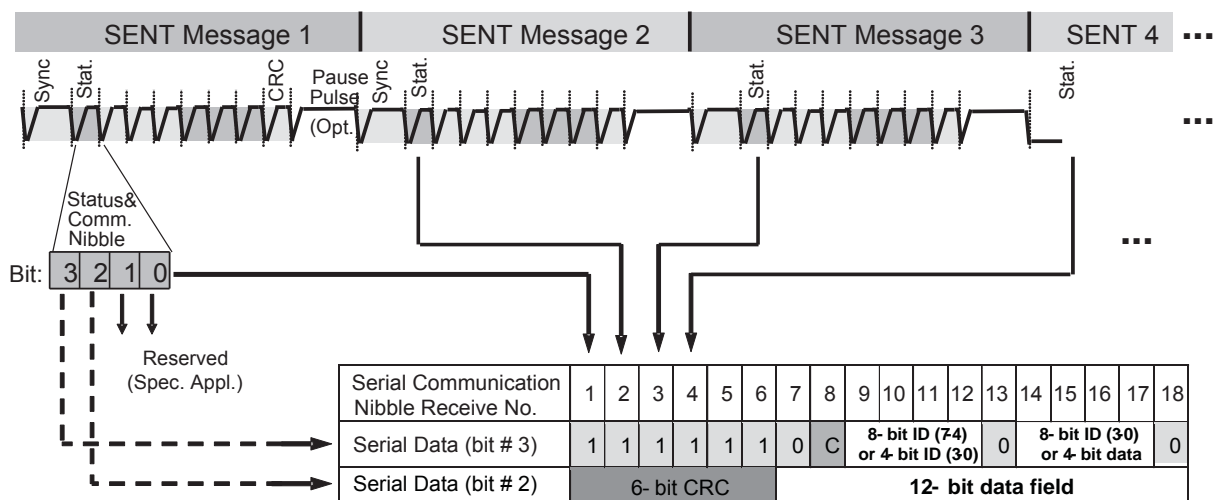 SENT Message 1 SENT Message 2 SENT Message 3 SENT 4 ...
Sync Stat. CRC Pause Pulse (Opt. Sync Stat. Stat. Stat. ...
Status&
Comm.
Nibble
...
Bit: 3 2 1 0
Reserved
(Spec. Appl.)
Serial Communication
Nibble Receive No. 1 2 3 4 5 6 7 8 9 10 11 12 13 14 15 16 17 18
Serial Data (bit # 3) 1 1 1 1 1 1 0 C 8- bit ID (7-4) or 4- bit ID (30) 0 8- bit ID (30) or 4- bit data 0
Serial Data (bit # 2) 6- bit CRC 12- bit data field